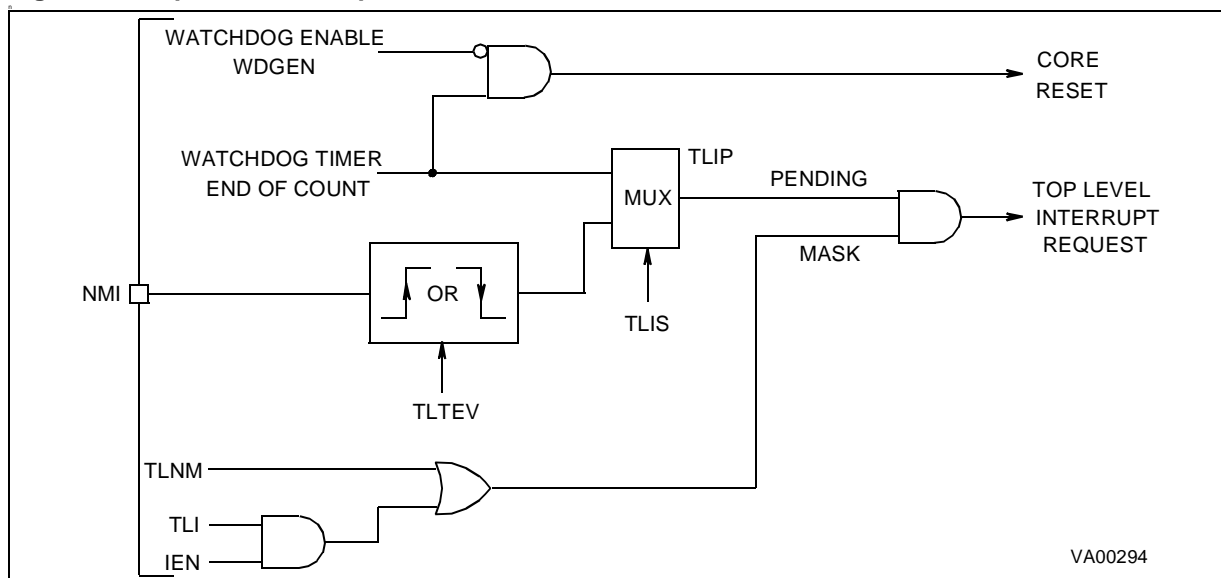 WATCHDOG ENABLE
WDGEN
CORE
RESET
WATCHDOG TIMER
END OF COUNT
TLIP
MUX
PENDING
TOP LEVEL
INTERRUPT
REQUEST
MASK
NMI
OR
TLIS
TLTEV
TLNM
TLI
IEN
VA00294